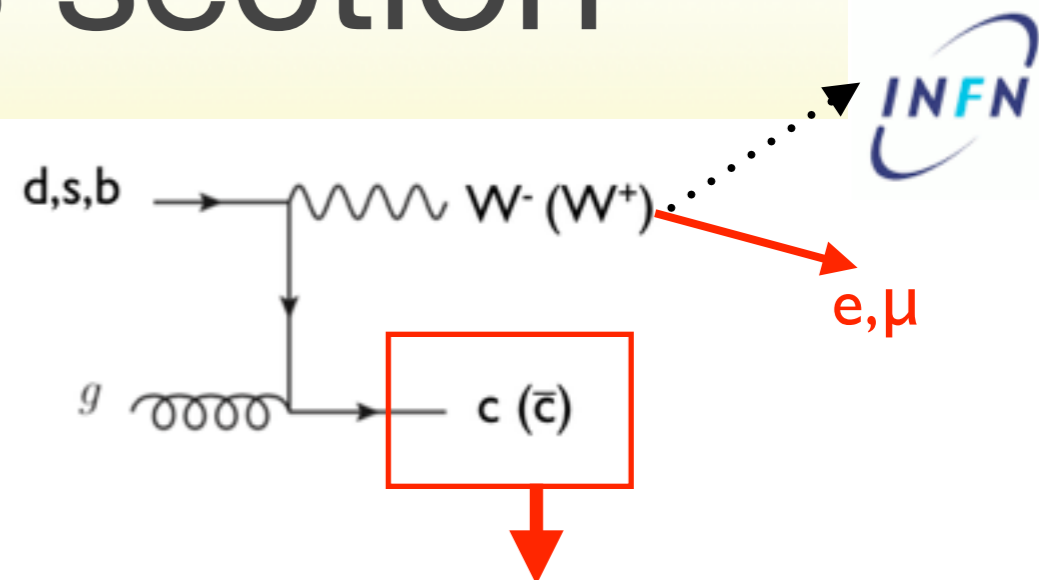 section
INFN
d,s,b
W⁻ (W⁺)
e,μ
g
c (c̅)